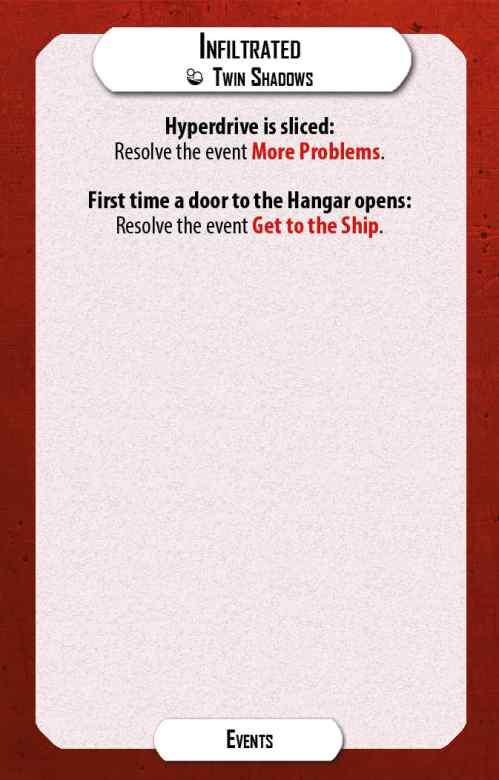 Infiltrated
Twin Shadows
Hyperdrive is sliced:
Resolve the event More Problems.
First time a door to the Hangar opens:
Resolve the event Get to the Ship.
Events